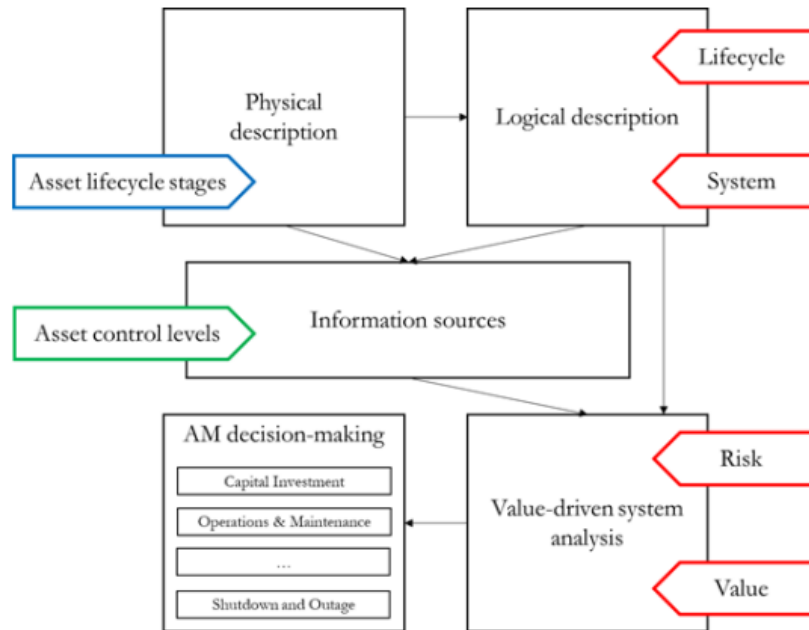 Lifecycle
Physical
description
Logical description
Asset lifecycle stages
System
Information sources
Asset control levels
AM decision-making
Capital Investment
Operations & Maintenance
...
Shutdown and Outage
Risk
Value-driven system
analysis
Value